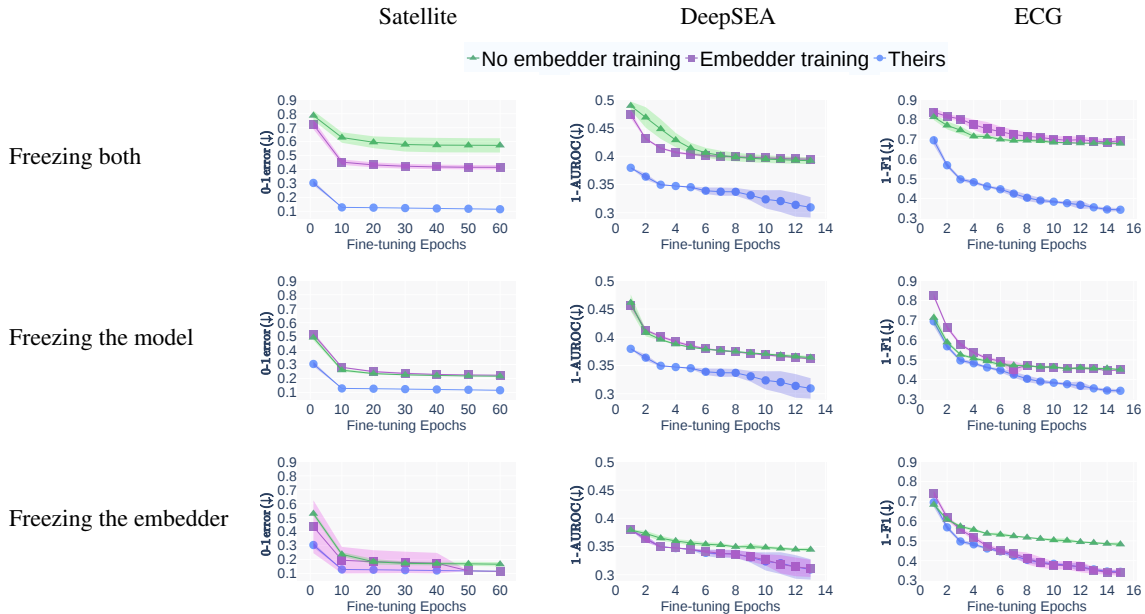 Satellite DeepSEA ECG
No embedder training Embedder training Theirs
Freezing both
0.9
0.8
0.7
0.6
0.5
0.4
0.3
0.2
0.1
0-1error(↓)
0 10 20 30 40 50 60
Fine-tuning Epochs
0.5
0.45
0.4
0.35
0.3
1-AUROC(↓)
0 2 4 6 8 10 12 14
Fine-tuning Epochs
0.9
0.8
0.7
0.6
0.5
0.4
0.3
1-F1(↓)
0 2 4 6 8 10 12 14 16
Fine-tuning Epochs
Freezing the model
0.9
0.8
0.7
0.6
0.5
0.4
0.3
0.2
0.1
0-1error(↓)
0 10 20 30 40 50 60
Fine-tuning Epochs
0.5
0.45
0.4
0.35
0.3
1-AUROC(↓)
0 2 4 6 8 10 12 14
Fine-tuning Epochs
0.9
0.8
0.7
0.6
0.5
0.4
0.3
1-F1(↓)
0 2 4 6 8 10 12 14 16
Fine-tuning Epochs
Freezing the embedder
0.9
0.8
0.7
0.6
0.5
0.4
0.3
0.2
0.1
0-1error(↓)
0 10 20 30 40 50 60
Fine-tuning Epochs
0.5
0.45
0.4
0.35
0.3
1-AUROC(↓)
0 2 4 6 8 10 12 14
Fine-tuning Epochs
0.9
0.8
0.7
0.6
0.5
0.4
0.3
1-F1(↓)
0 2 4 6 8 10 12 14 16
Fine-tuning Epochs